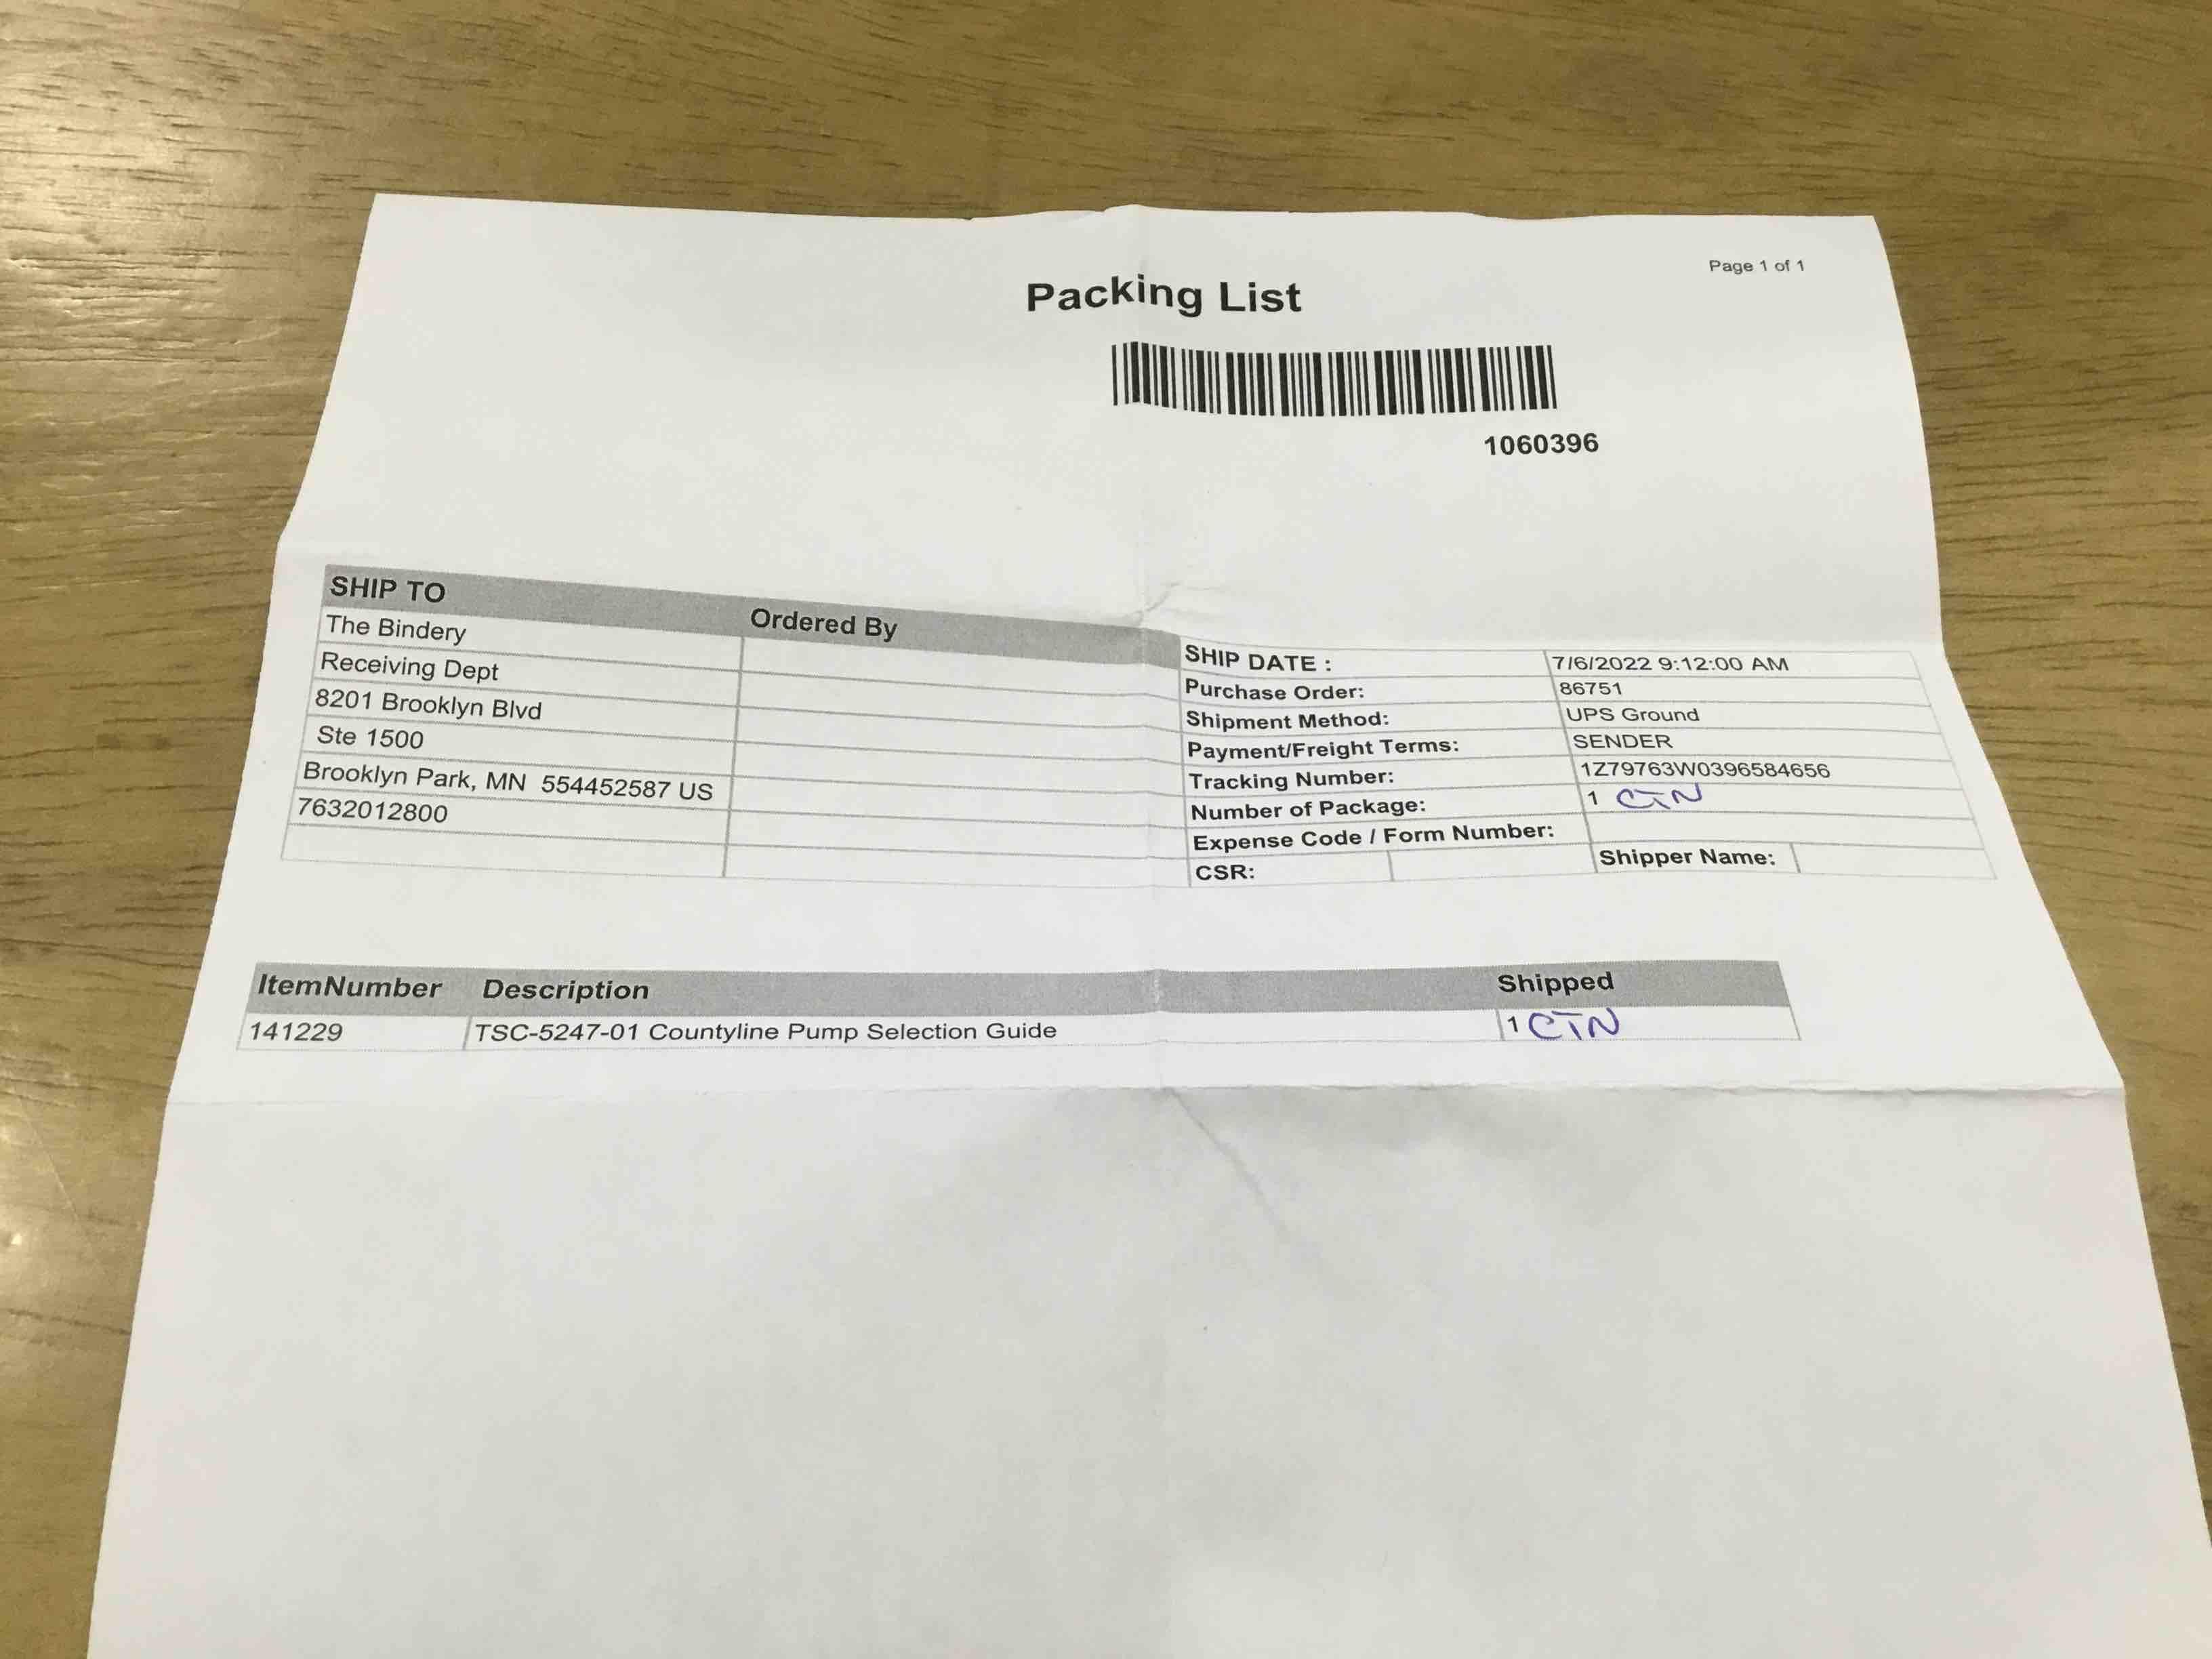 Page 1 of 1
Packing List
1060396
SHIP TO Ordered By
The Bindery
Receiving Dept
8201 Brooklyn Blvd
Ste 1500
Brooklyn Park, MN 554452587 US
7632012800
SHIP DATE : 7/6/2022 9:12:00 AM
Purchase Order: 86751
Shipment Method: UPS Ground
Payment/Freight Terms: SENDER
Tracking Number: 1Z79763W0396584656
Number of Package: 1 CTN
Expense Code / Form Number:
CSR: Shipper Name:
ItemNumber Description Shipped
141229 TSC-5247-01 Countyline Pump Selection Guide 1 CTN